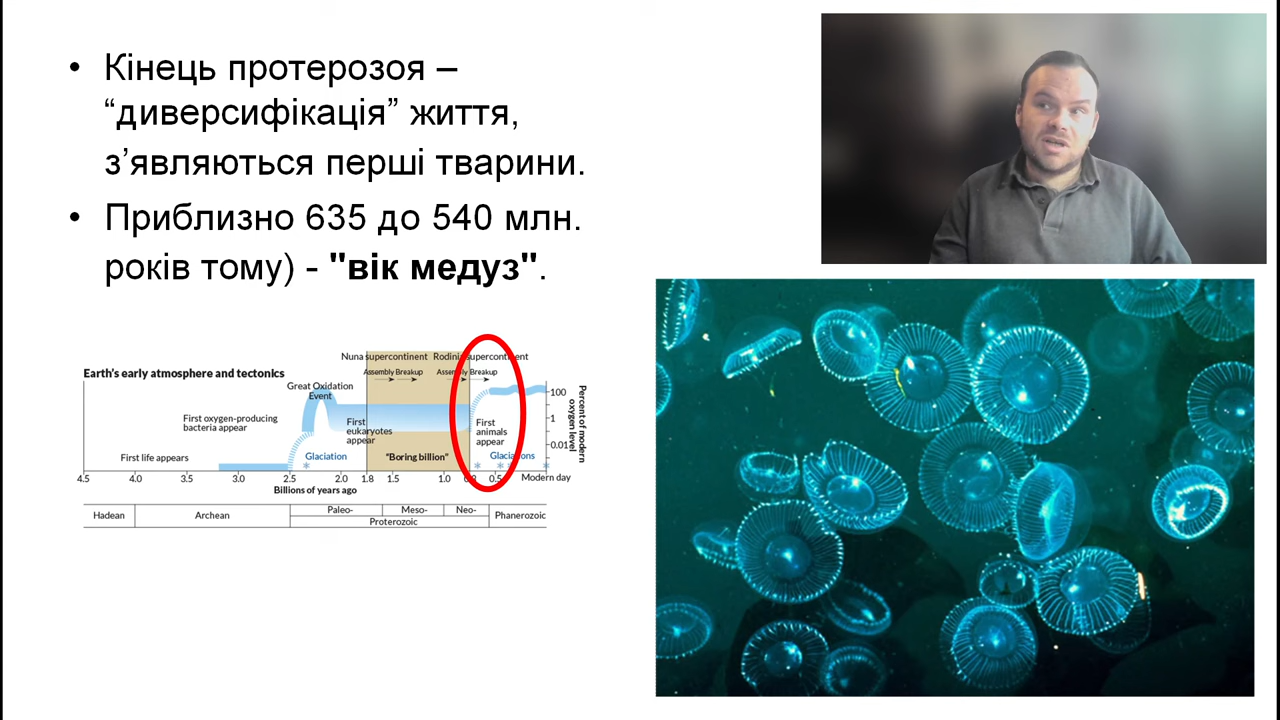 • Кінець протерозоя –
“диверсифікація” життя,
з’являються перші тварини.
• Приблизно 635 до 540 млн.
років тому) - "вік медуз".
Nuna supercontinent Rodinia supercontinent
Earth's early atmosphere and tectonics
Assembly Breakup Assembly Breakup
Great Oxidation
Event
100
First oxygen-producing
bacteria appear
First
eukaryotes
appear
First
animals
appear
1
0.01
Percent of modern
oxygen level
First life appears
Glaciation
“Boring billion”
Glaciations
4.5 4.0 3.5 3.0 2.5 2.0 1.8 1.5 1.0 0.5 Modern day
Billions of years ago
Hadean Archean Paleo- Meso- Neo- Phanerozoic
Proterozoic